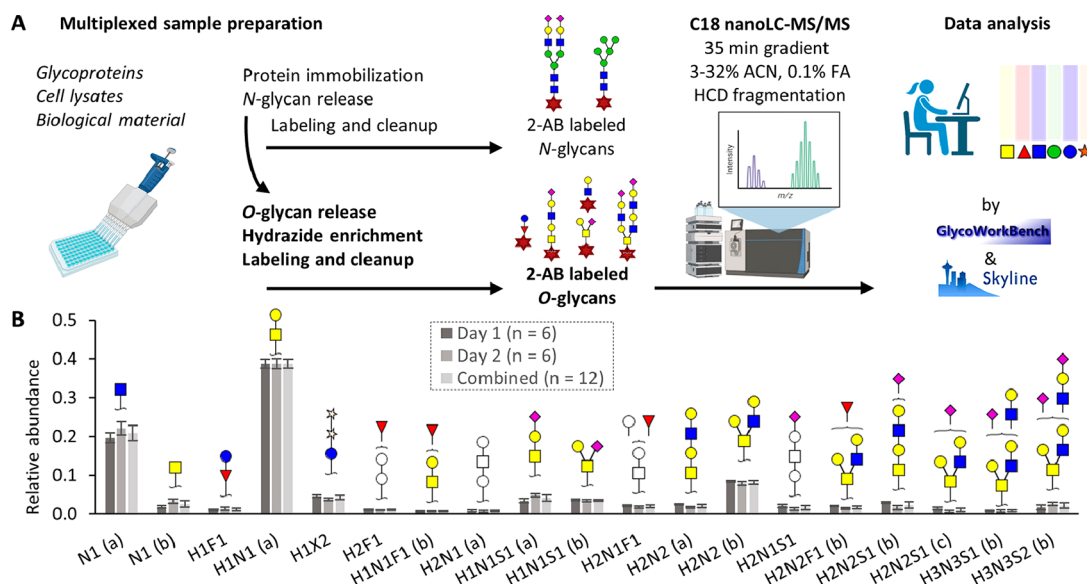 A
Multiplexed sample preparation
Glycoproteins
Cell lysates
Biological material
Protein immobilization
N-glycan release
Labeling and cleanup
O-glycan release
Hydrazide enrichment
Labeling and cleanup
2-AB labeled
N-glycans
2-AB labeled
O-glycans
C18 nanoLC-MS/MS
35 min gradient
3-32% ACN, 0.1% FA
HCD fragmentation
Intensity
m/z
Data analysis
by
GlycoWorkBench
&
Skyline
B
Relative abundance
0.5
0.4
0.3
0.2
0.1
0.0
Day 1 (n = 6)
Day 2 (n = 6)
Combined (n = 12)
N1 (a)
N1 (b)
H1F1
H1N1 (a)
H1X2
H2F1
H1N1F1 (b)
H2N1 (a)
H1N1S1 (a)
H1N1S1 (b)
H2N1F1
H2N2 (a)
H2N2 (b)
H2N1S1
H2N2F1 (b)
H2N2S1 (b)
H2N2S1 (c)
H3N3S1 (b)
H3N3S2 (b)